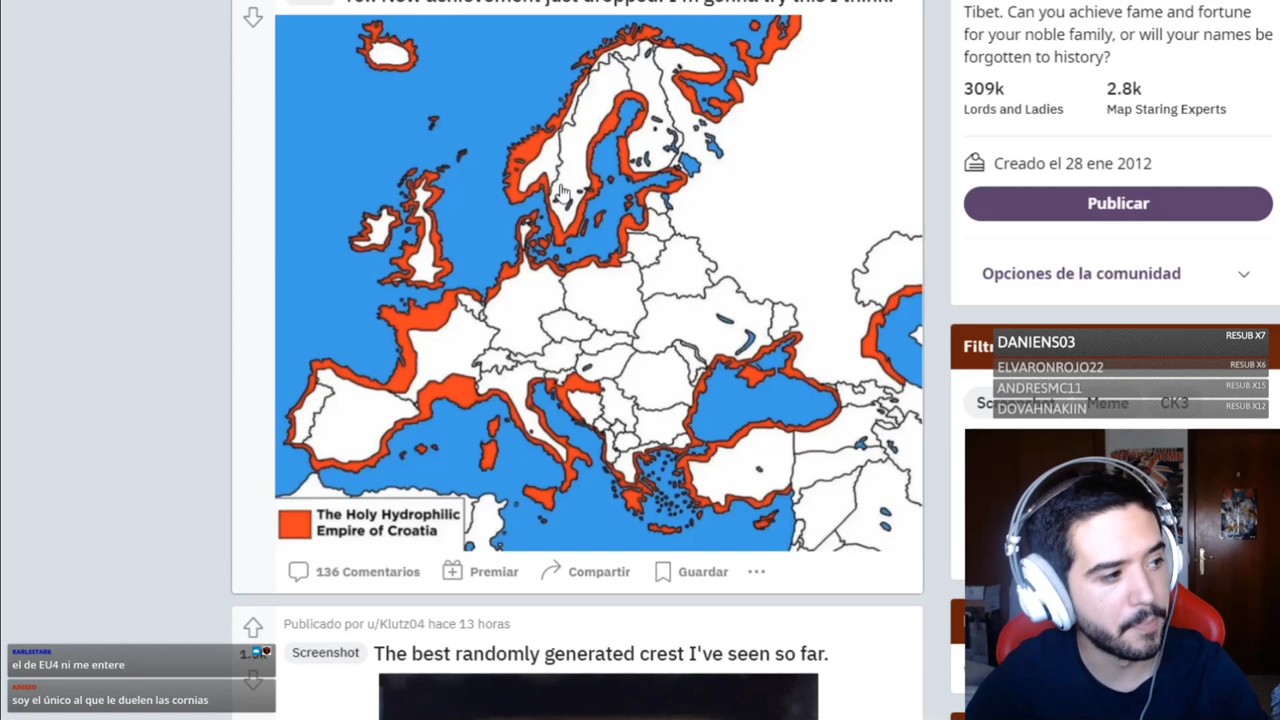 Tibet. Can you achieve fame and fortune
for your noble family, or will your names be
forgotten to history?
309k
2.8k
Lords and Ladies
Map Staring Experts
Creado el 28 ene 2012
Publicar
Opciones de la comunidad
DANIENS03
RESUB X7
ELVARONROJO22
RESUB X6
ANDRESMC11
RESUB X15
DOVAHNAKIIN
RESUB X12
Meme
CK3
The Holy Hydrophilic
Empire of Croatia
136 Comentarios
Premiar
Compartir
Guardar
Publicado por u/Klutz04 hace 13 horas
Screenshot
The best randomly generated crest I've seen so far.
KARLSSTARK
el de EU4 ni me entere
soy el único al que le duelen las cornias